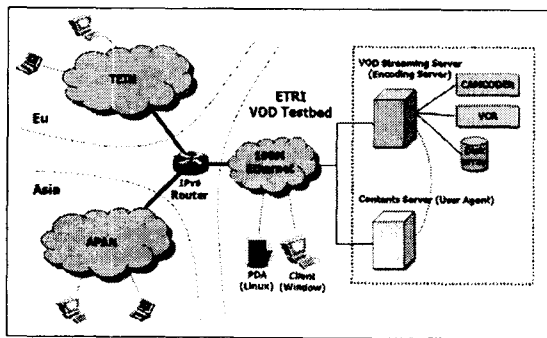 TEIN
Eu
Asia
APAN
IPv6
Router
ETRI
VOD Testbed
Ethernet
PDA
(Linux)
Client
(Window)
VOD Streaming Server
(Encoding Server)
CAMCODER
VCR
Contents Server (User Agent)